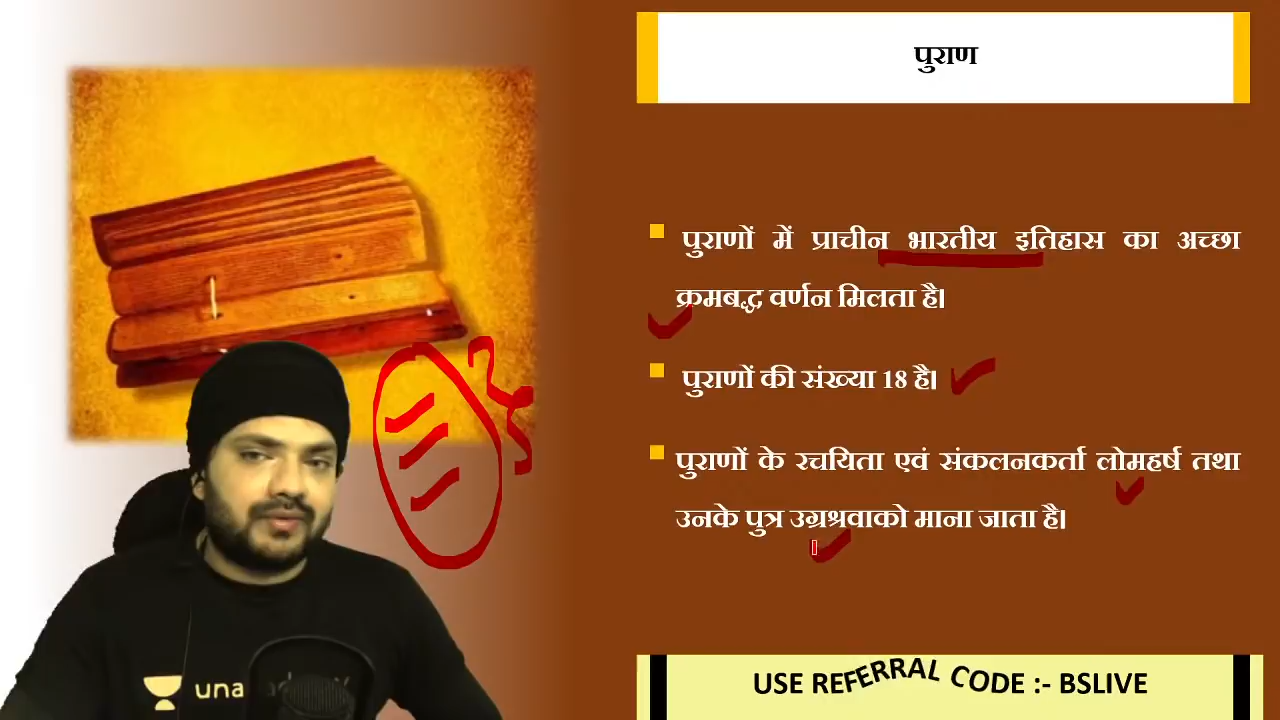 पुराण
पुराणों में प्राचीन भारतीय इतिहास का अच्छा
क्रमबद्ध वर्णन मिलता है।
पुराणों की संख्या 18 है।
पुराणों के रचयिता एवं संकलनकर्ता लोमहर्ष तथा
उनके पुत्र उग्रश्रवाको माना जाता है।
una
USE REFERRAL CODE :- BSLIVE